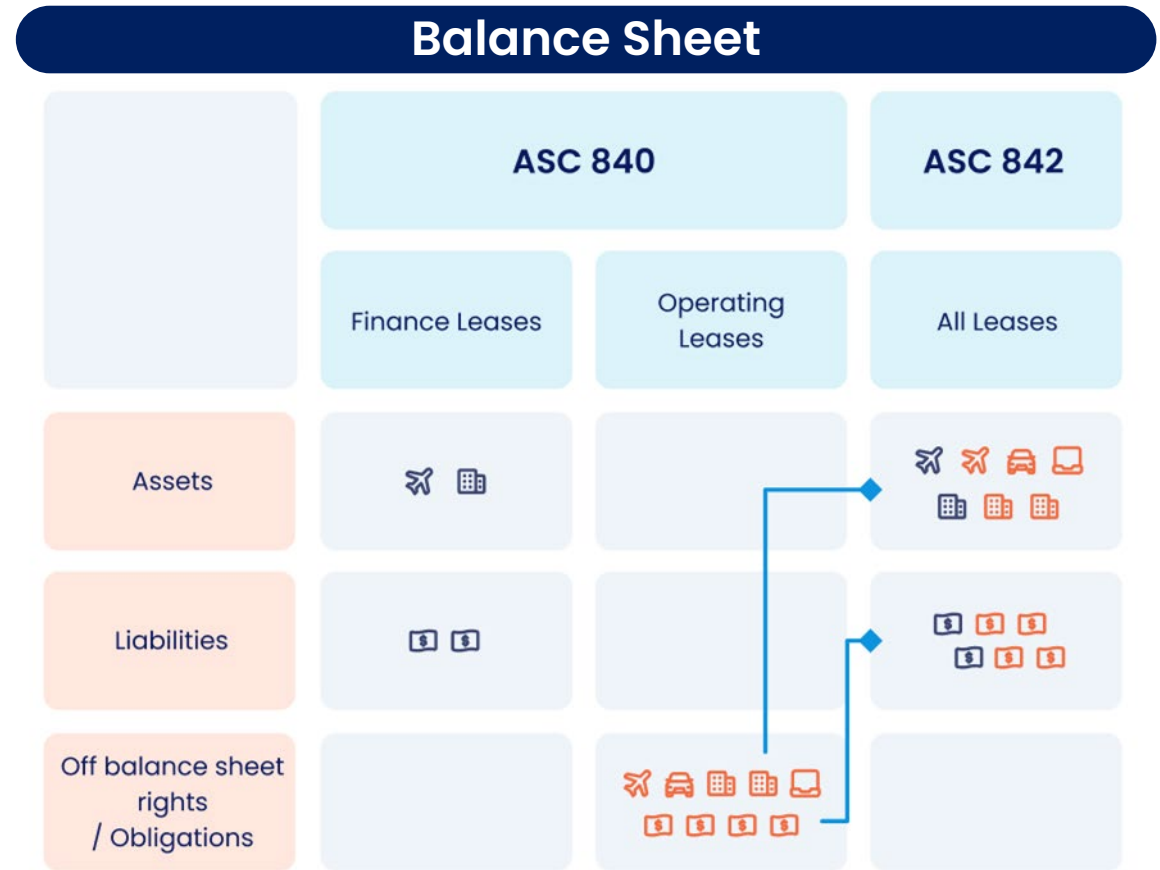 Balance Sheet
ASC 840
ASC 842
Finance Leases
Operating
Leases
All Leases
Assets
Liabilities
$ $
$ $ $
$ $ $
Off balance sheet
rights
/ Obligations
$ $ $ $